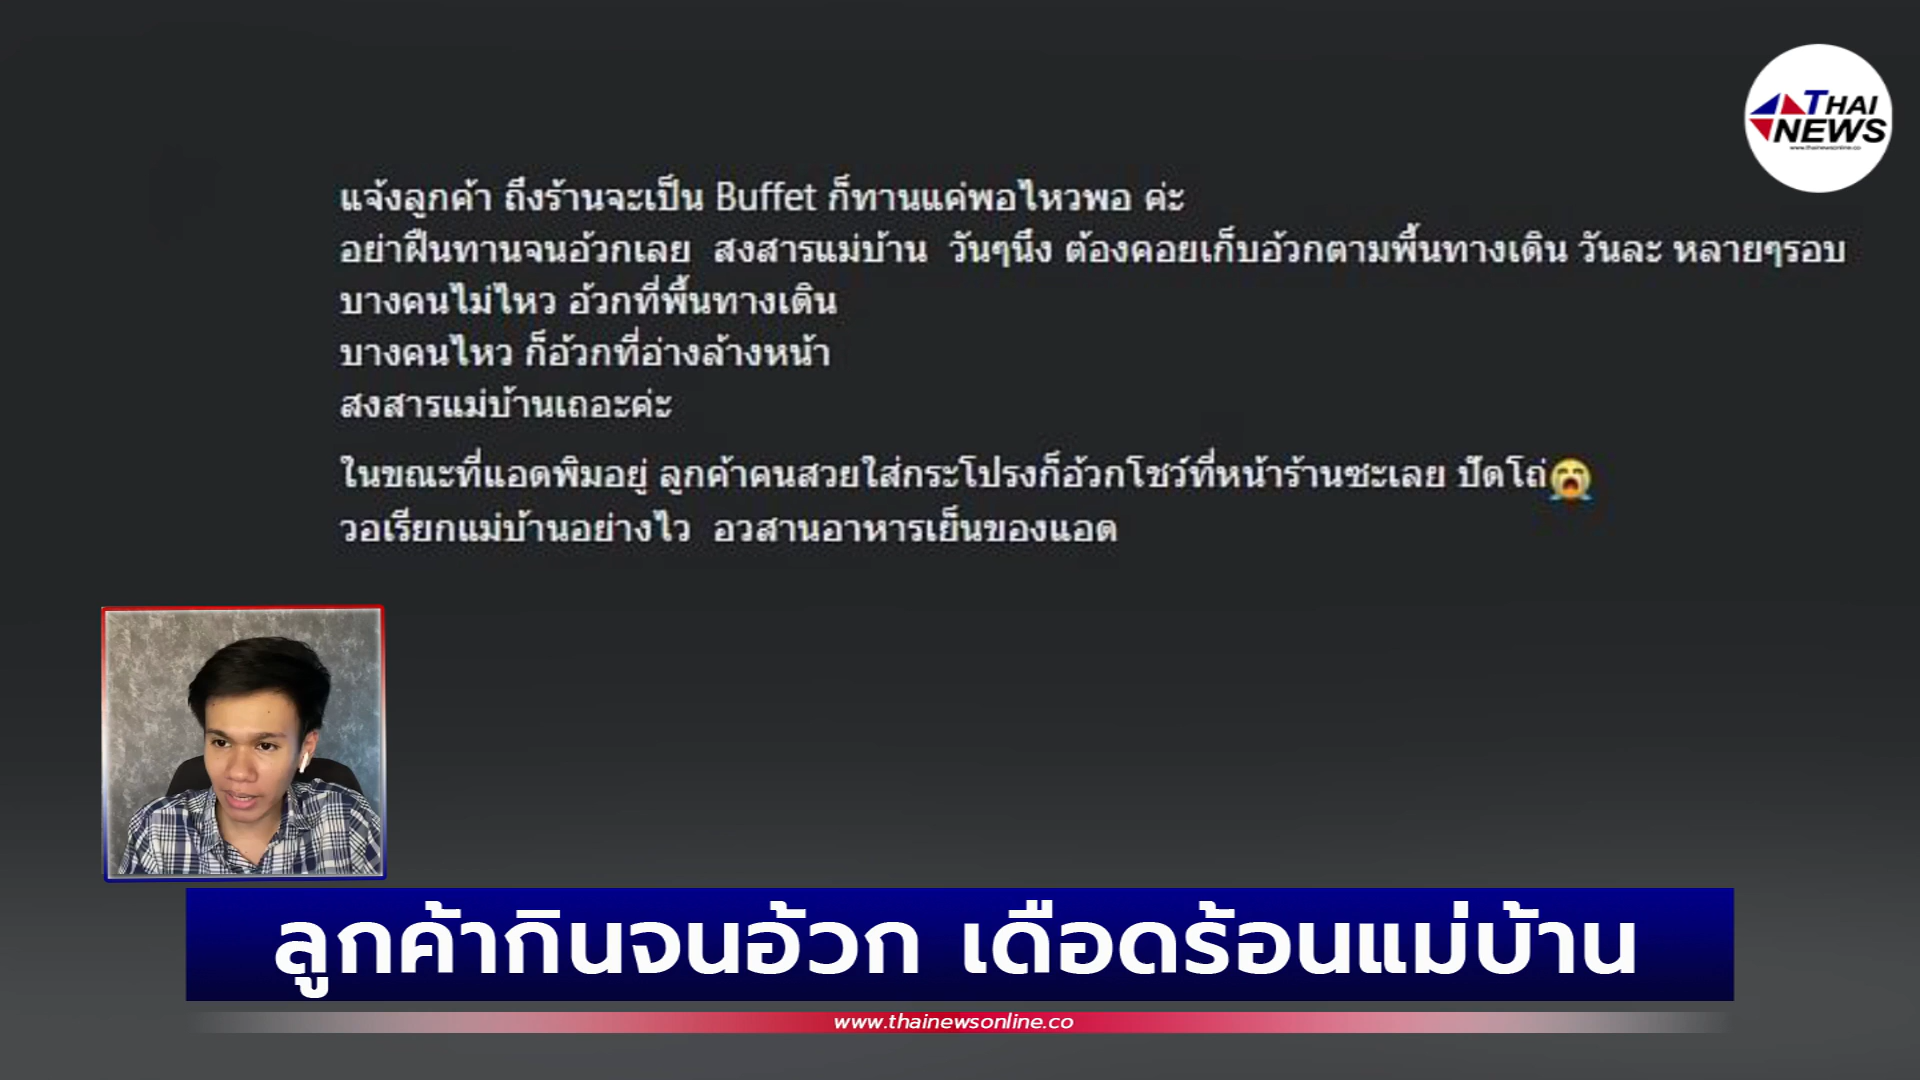 THAI
NEWS
www.thainewsonline.co
แจ้งลูกค้า ถึงร้านจะเป็น Buffet ก็ทานแค่พอไหวพอ ค่ะ
อย่าฝืนทานจนอ้วกเลย สงสารแม่บ้าน วันๆนึง ต้องคอยเก็บอ้วกตามพื้นทางเดิน วันละ หลายๆรอบ
บางคนไม่ไหว อ้วกที่พื้นทางเดิน
บางคนไหว ก็อ้วกที่อ่างล้างหน้า
สงสารแม่บ้านเถอะค่ะ
ในขณะที่แอดพิมอยู่ ลูกค้าคนสวยใส่กระโปรงก็อ้วกโชว์ที่หน้าร้านซะเลย ปัดโถ่😭
วอเรียกแม่บ้านอย่างไว อวสานอาหารเย็นของแอด
ลูกค้ากินจนอ้วก เดือดร้อนแม่บ้าน
www.thainewsonline.co